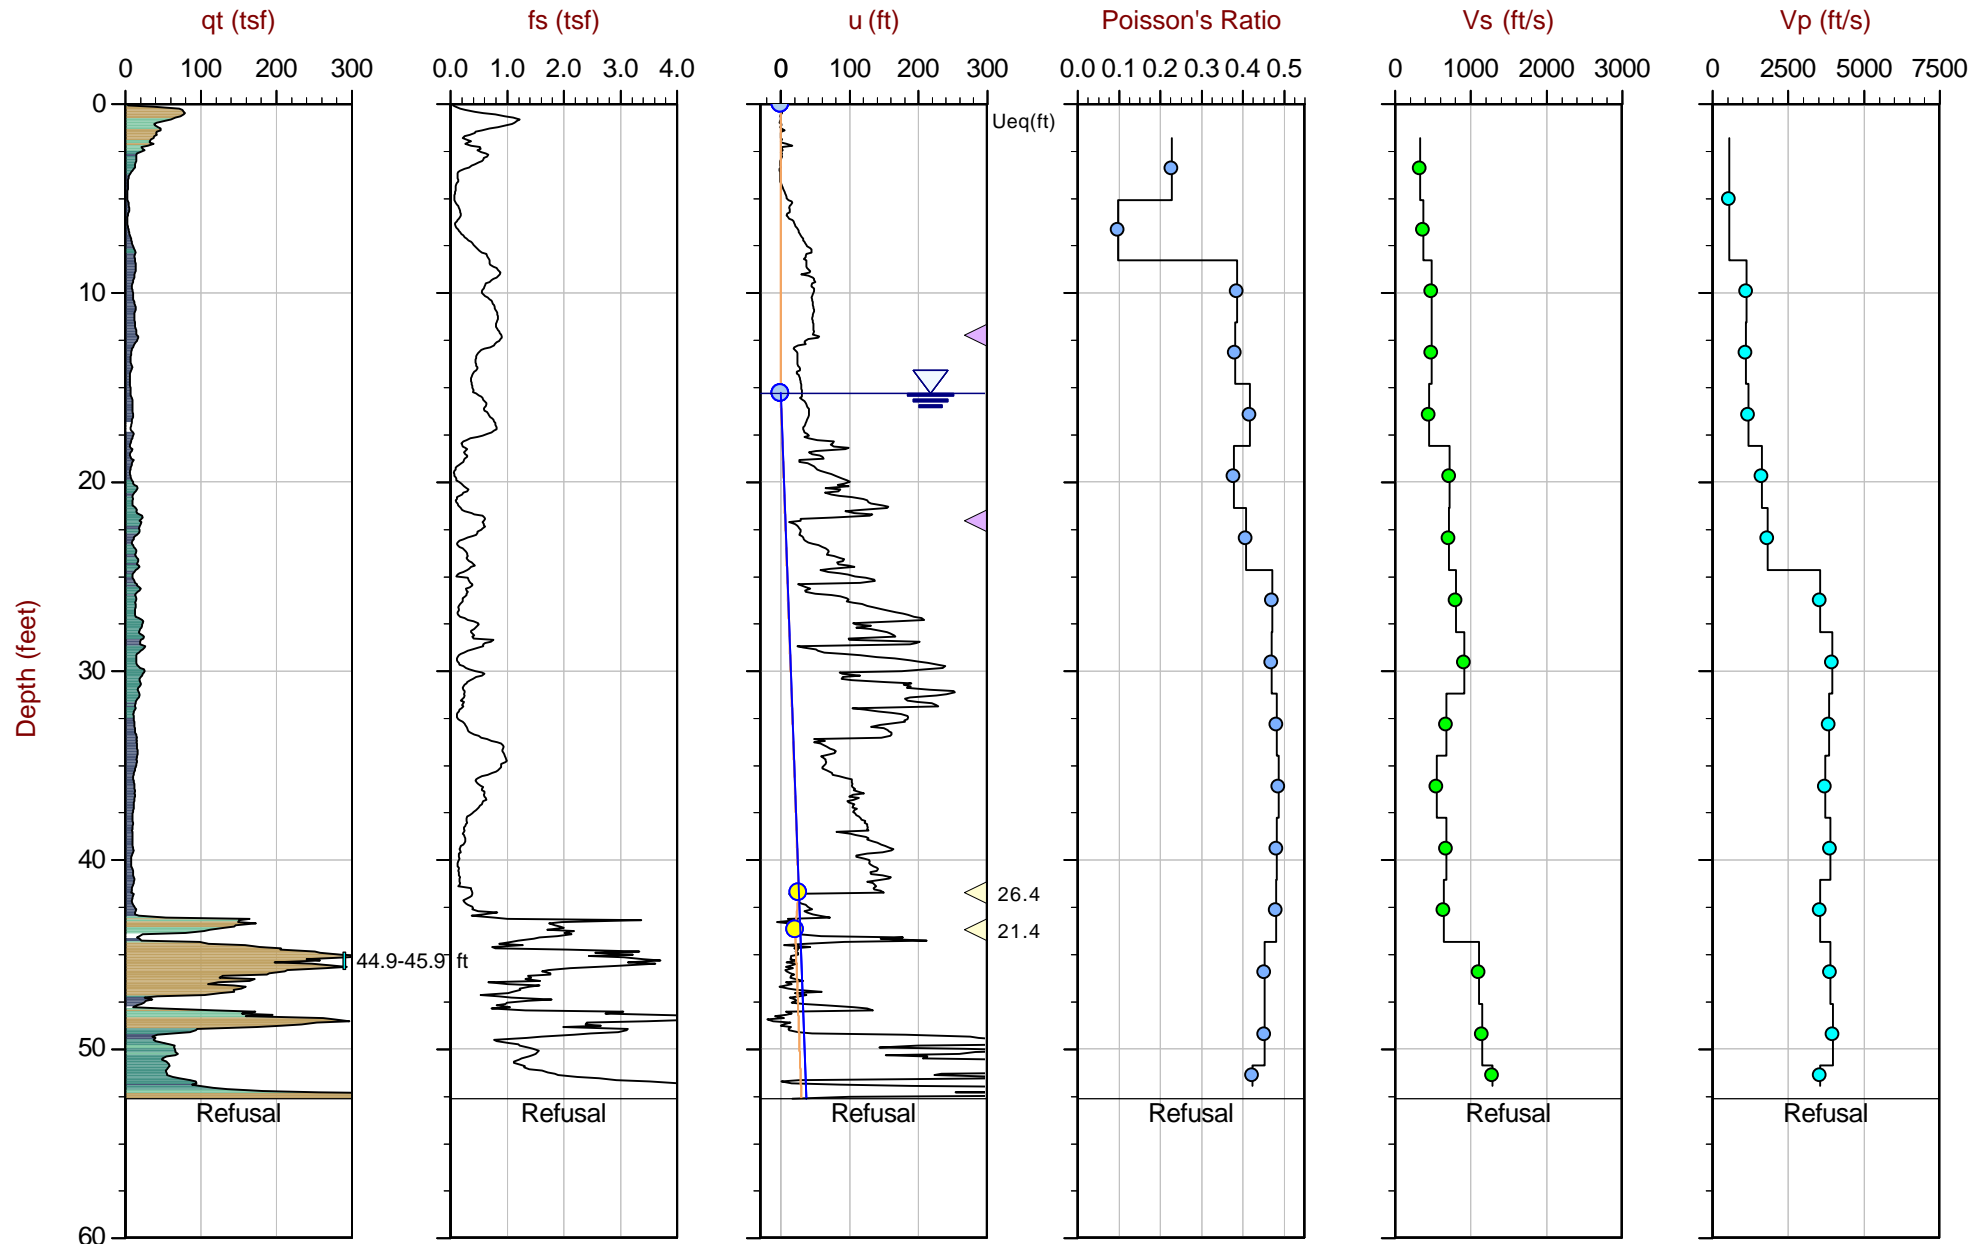 qt (tsf) fs (tsf) u (ft) Poisson's Ratio Vs (ft/s) Vp (ft/s)
0 100 200 300 0.0 1.0 2.0 3.0 4.0 0 100 200 300 0.0 0.1 0.2 0.3 0.4 0.5 0 1000 2000 3000 0 2500 5000 7500
0
Ueq(ft)
10
20
Depth (feet)
30
40
26.4
21.4
44.9-45.9 ft
50
Refusal Refusal Refusal Refusal Refusal Refusal
60